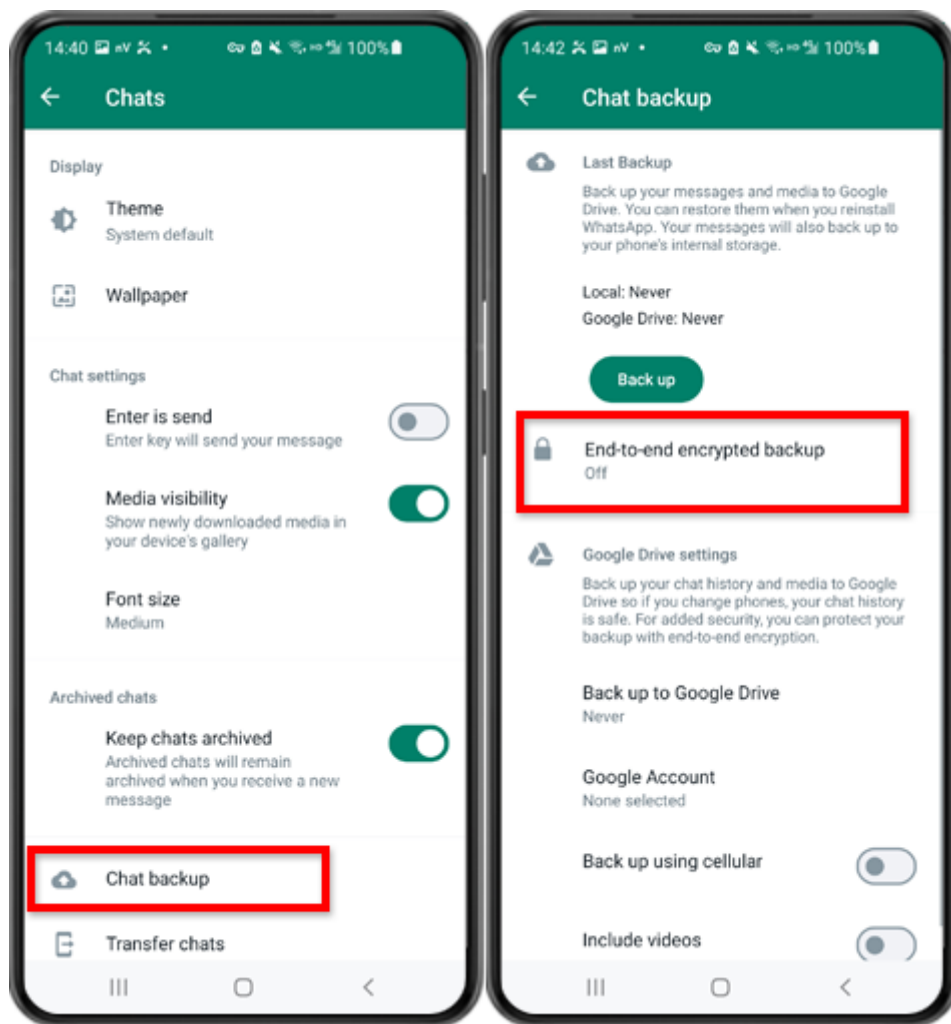 14:40
100%
Chats
Display
Theme
System default
Wallpaper
Chat settings
Enter is send
Enter key will send your message
Media visibility
Show newly downloaded media in
your device's gallery
Font size
Medium
Archived chats
Keep chats archived
Archived chats will remain
archived when you receive a new
message
Chat backup
Transfer chats
14:42
100%
Chat backup
Last Backup
Back up your messages and media to Google
Drive. You can restore them when you reinstall
WhatsApp. Your messages will also back up to
your phone's internal storage.
Local: Never
Google Drive: Never
Back up
End-to-end encrypted backup
Off
Google Drive settings
Back up your chat history and media to Google
Drive so if you change phones, your chat history
is safe. For added security, you can protect your
backup with end-to-end encryption.
Back up to Google Drive
Never
Google Account
None selected
Back up using cellular
Include videos